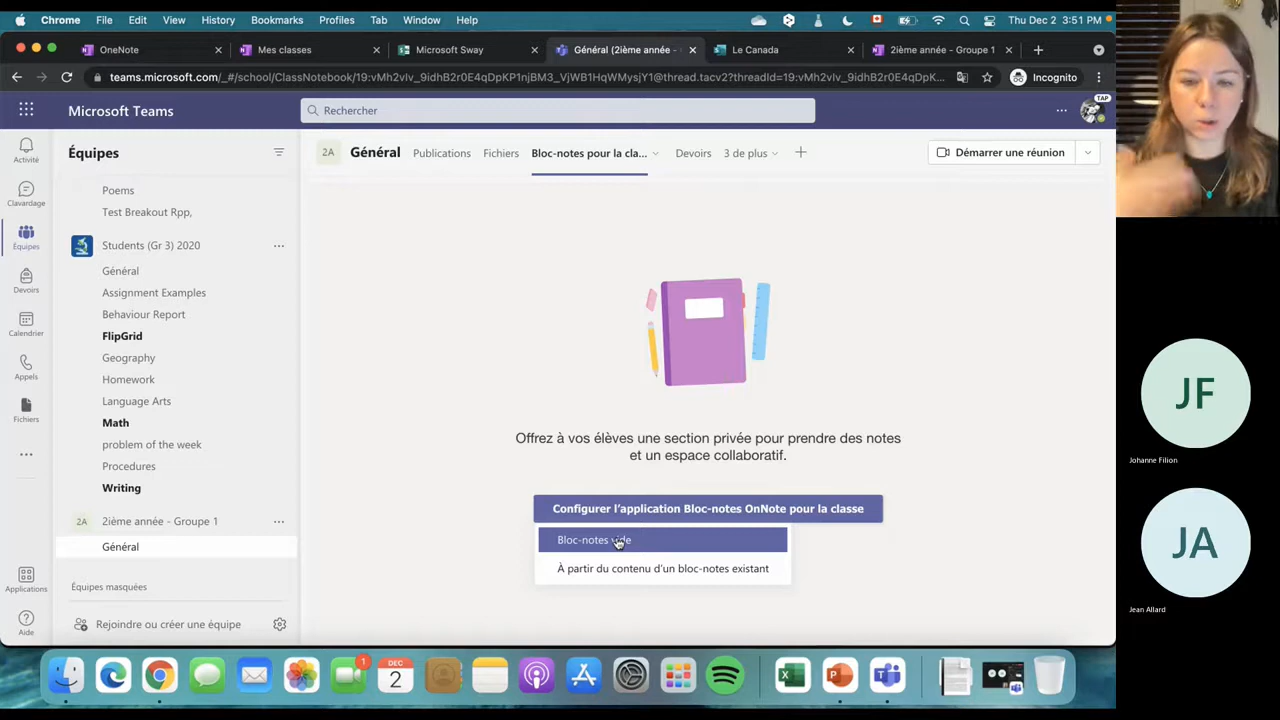 Chrome File Edit View History Bookmarks Profiles Tab Window Help Thu Dec 2 3:51 PM
OneNote
Mes classes
Microsoft Sway
Général (2ième année -
Le Canada
2ième année - Groupe 1
teams.microsoft.com/_#/school/ClassNotebook/19:vMh2vIv_9idhB2r0E4qDpKP1njBM3_VjWB1HqWMysjY1@thread.tacv2?threadId=19:vMh2vIv_9idhB2r0E4qDpK...
Incognito
Microsoft Teams
Rechercher
TAP
Activité
Clavardage
Équipes
Devoirs
Calendrier
Appels
Fichiers
Applications
Aide
Équipes
Poems
Test Breakout Rpp,
Students (Gr 3) 2020
Général
Assignment Examples
Behaviour Report
FlipGrid
Geography
Homework
Language Arts
Math
problem of the week
Procedures
Writing
2A 2ième année - Groupe 1
Général
Équipes masquées
Rejoindre ou créer une équipe
2A Général Publications Fichiers Bloc-notes pour la cla... Devoirs 3 de plus
Démarrer une réunion
Offrez à vos élèves une section privée pour prendre des notes
et un espace collaboratif.
Configurer l'application Bloc-notes OnNote pour la classe
Bloc-notes vide
À partir du contenu d'un bloc-notes existant
JF
Johanne Filion
JA
Jean Allard
1
DEC
2